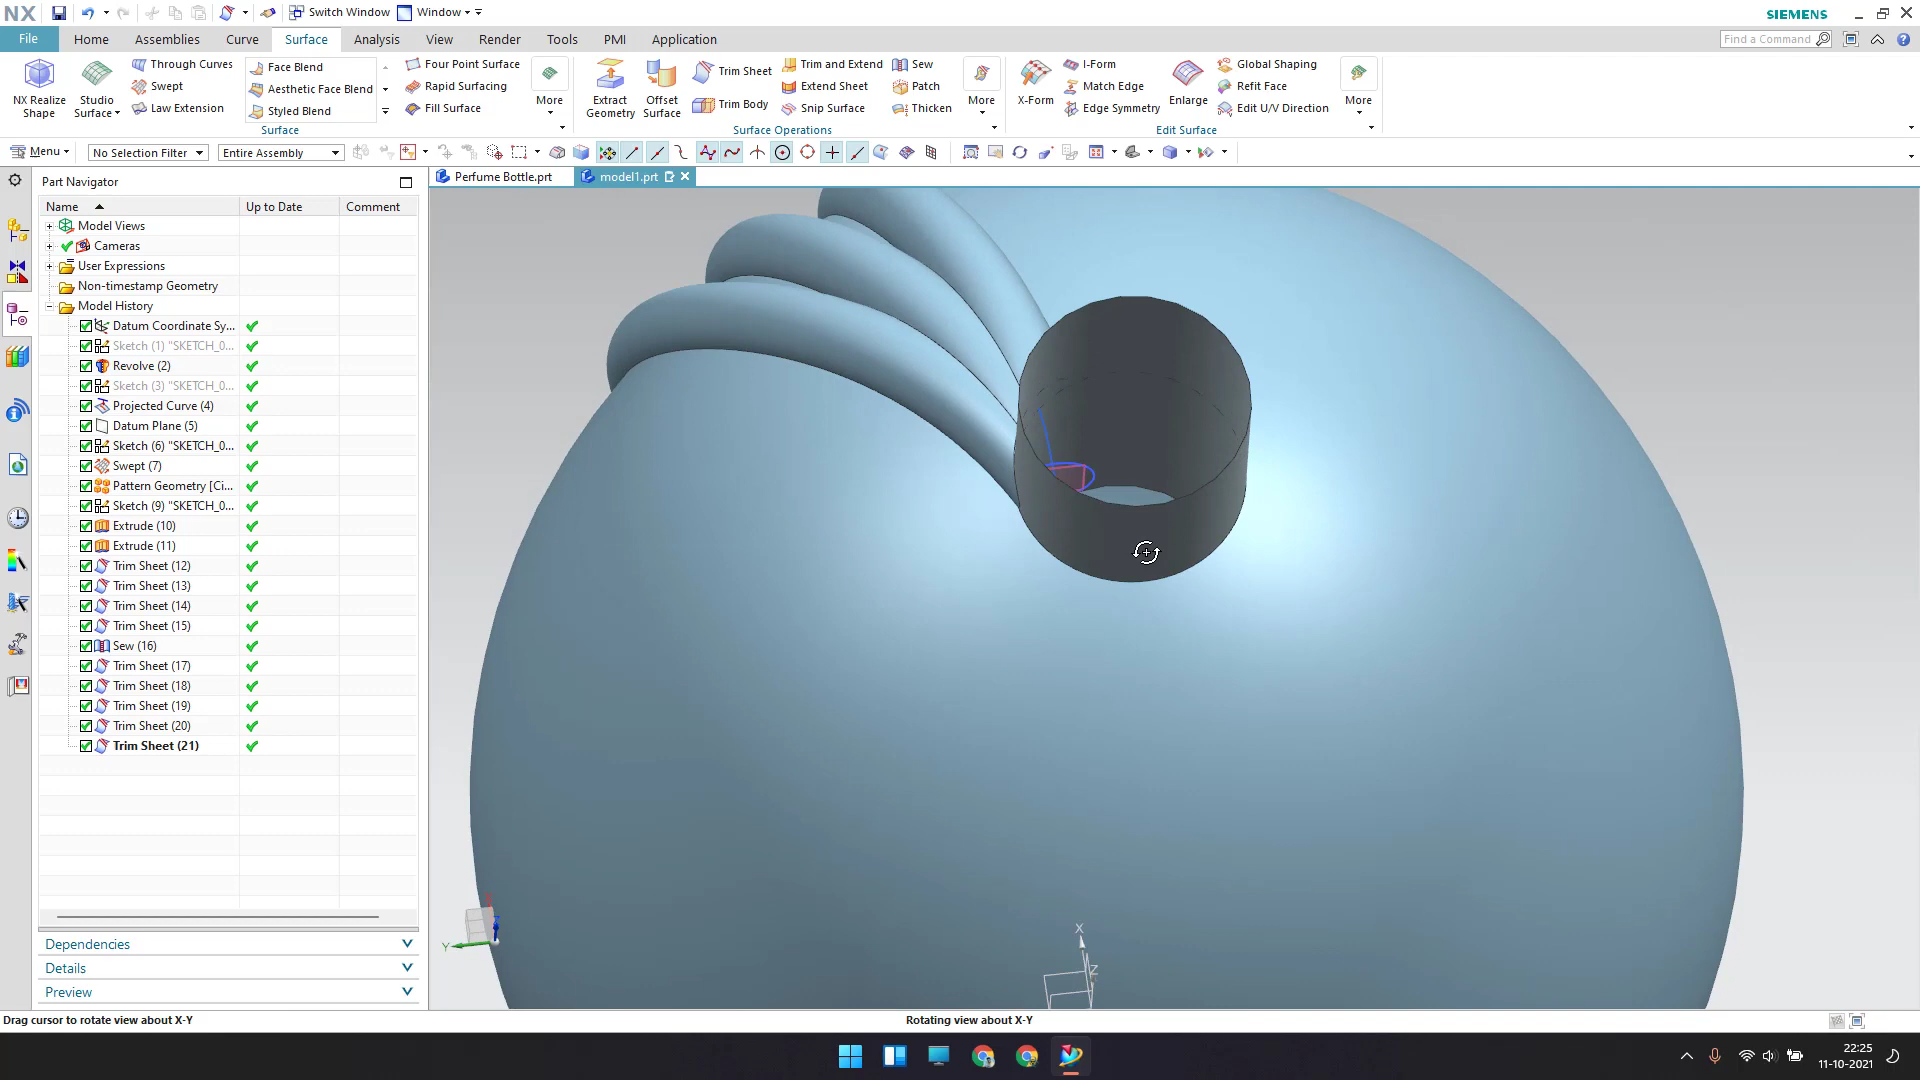 NX
Switch Window
Window
SIEMENS
File
Home
Assemblies
Curve
Surface
Analysis
View
Render
Tools
PMI
Application
Find a Command
NX Realize
Shape
Studio
Surface
Through Curves
Swept
Law Extension
Face Blend
Aesthetic Face Blend
Styled Blend
Four Point Surface
Rapid Surfacing
Fill Surface
More
Surface
Extract
Geometry
Offset
Surface
Trim Sheet
Trim Body
Trim and Extend
Extend Sheet
Snip Surface
Sew
Patch
Thicken
More
Surface Operations
X-Form
I-Form
Match Edge
Edge Symmetry
Enlarge
Global Shaping
Refit Face
Edit U/V Direction
More
Edit Surface
Menu
No Selection Filter
Entire Assembly
Part Navigator
Perfume Bottle.prt
model1.prt
Name
Up to Date
Comment
Model Views
Cameras
User Expressions
Non-timestamp Geometry
Model History
Datum Coordinate Sy...
Sketch (1) "SKETCH_0...
Revolve (2)
Sketch (3) "SKETCH_0...
Projected Curve (4)
Datum Plane (5)
Sketch (6) "SKETCH_0...
Swept (7)
Pattern Geometry [Ci...
Sketch (9) "SKETCH_0...
Extrude (10)
Extrude (11)
Trim Sheet (12)
Trim Sheet (13)
Trim Sheet (14)
Trim Sheet (15)
Sew (16)
Trim Sheet (17)
Trim Sheet (18)
Trim Sheet (19)
Trim Sheet (20)
Trim Sheet (21)
Dependencies
Details
Preview
Y
X
Z
Drag cursor to rotate view about X-Y
Rotating view about X-Y
22:25
11-10-2021